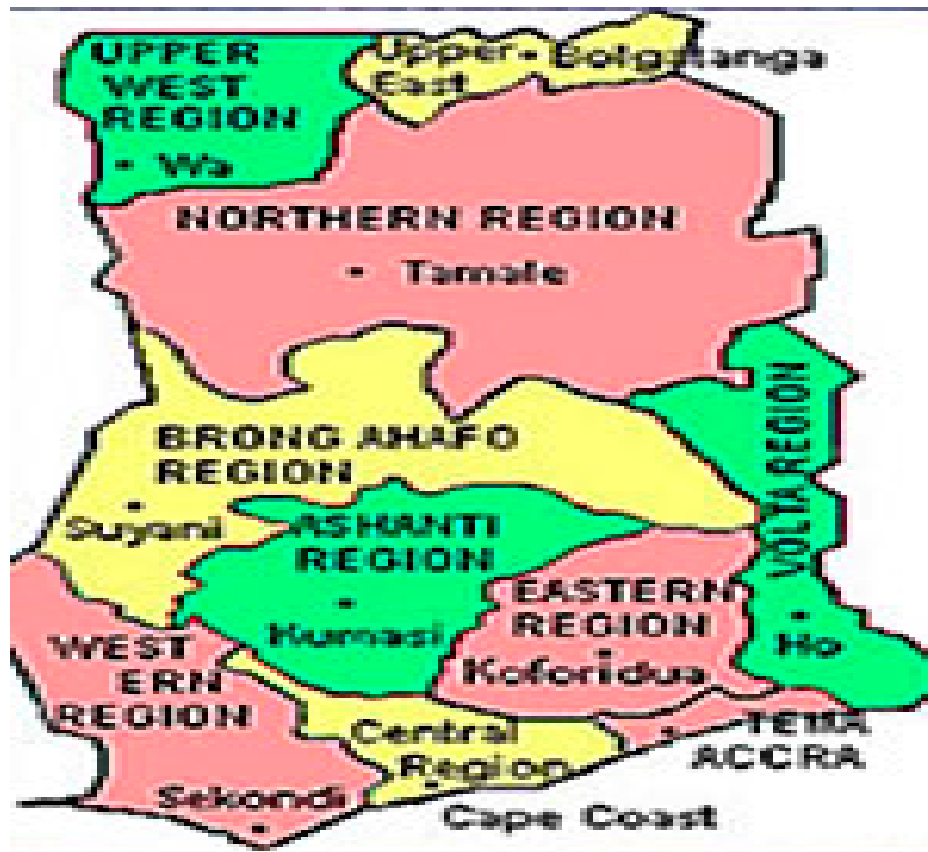 UPPER
WEST
REGION
Wa
Upper
East
Bolgatanga
NORTHERN REGION
Tamale
BRONG AHAFO
REGION
Suyani
ASHANTI
REGION
Kumasi
VOLTA REGION
Ho
EASTERN
REGION
Koforidua
WEST
ERN
REGION
Sekondi
Central
Region
Cape Coast
TEMA
ACCRA